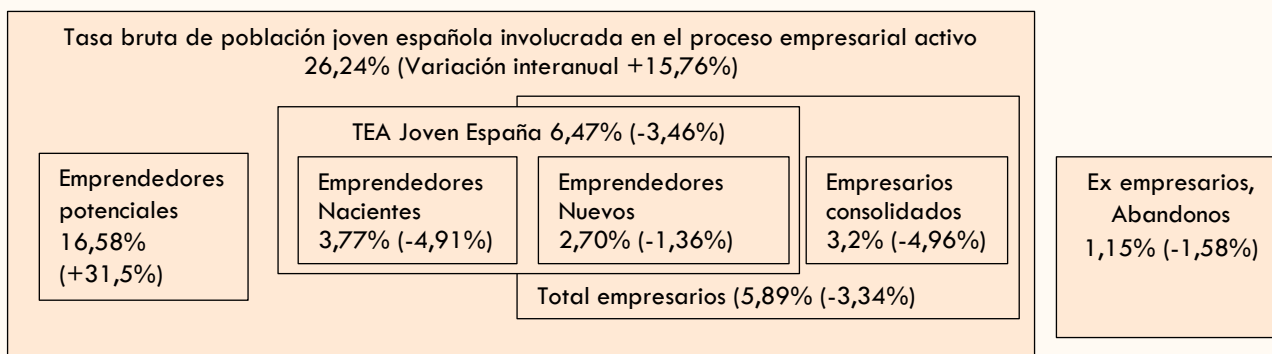 Tasa bruta de población joven española involucrada en el proceso empresarial activo
26,24% (Variación interanual +15,76%)
TEA Joven España 6,47% (-3,46%)
Emprendedores
potenciales
16,58%
(+31,5%)
Emprendedores
Nacientes
3,77% (-4,91%)
Emprendedores
Nuevos
2,70% (-1,36%)
Empresarios
consolidados
3,2% (-4,96%)
Total empresarios (5,89% (-3,34%)
Ex empresarios,
Abandonos
1,15% (-1,58%)